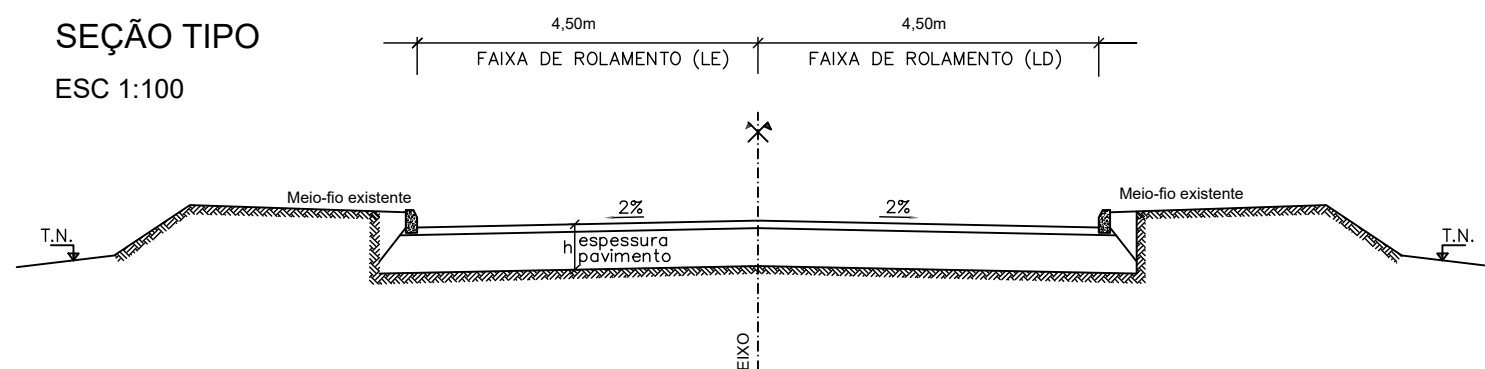 SEÇÃO TIPO
ESC 1:100
4,50m
4,50m
FAIXA DE ROLAMENTO (LE)
FAIXA DE ROLAMENTO (LD)
Meio-fio existente
Meio-fio existente
2%
2%
T.N.
T.N.
h
espessura
pavimento
EIXO